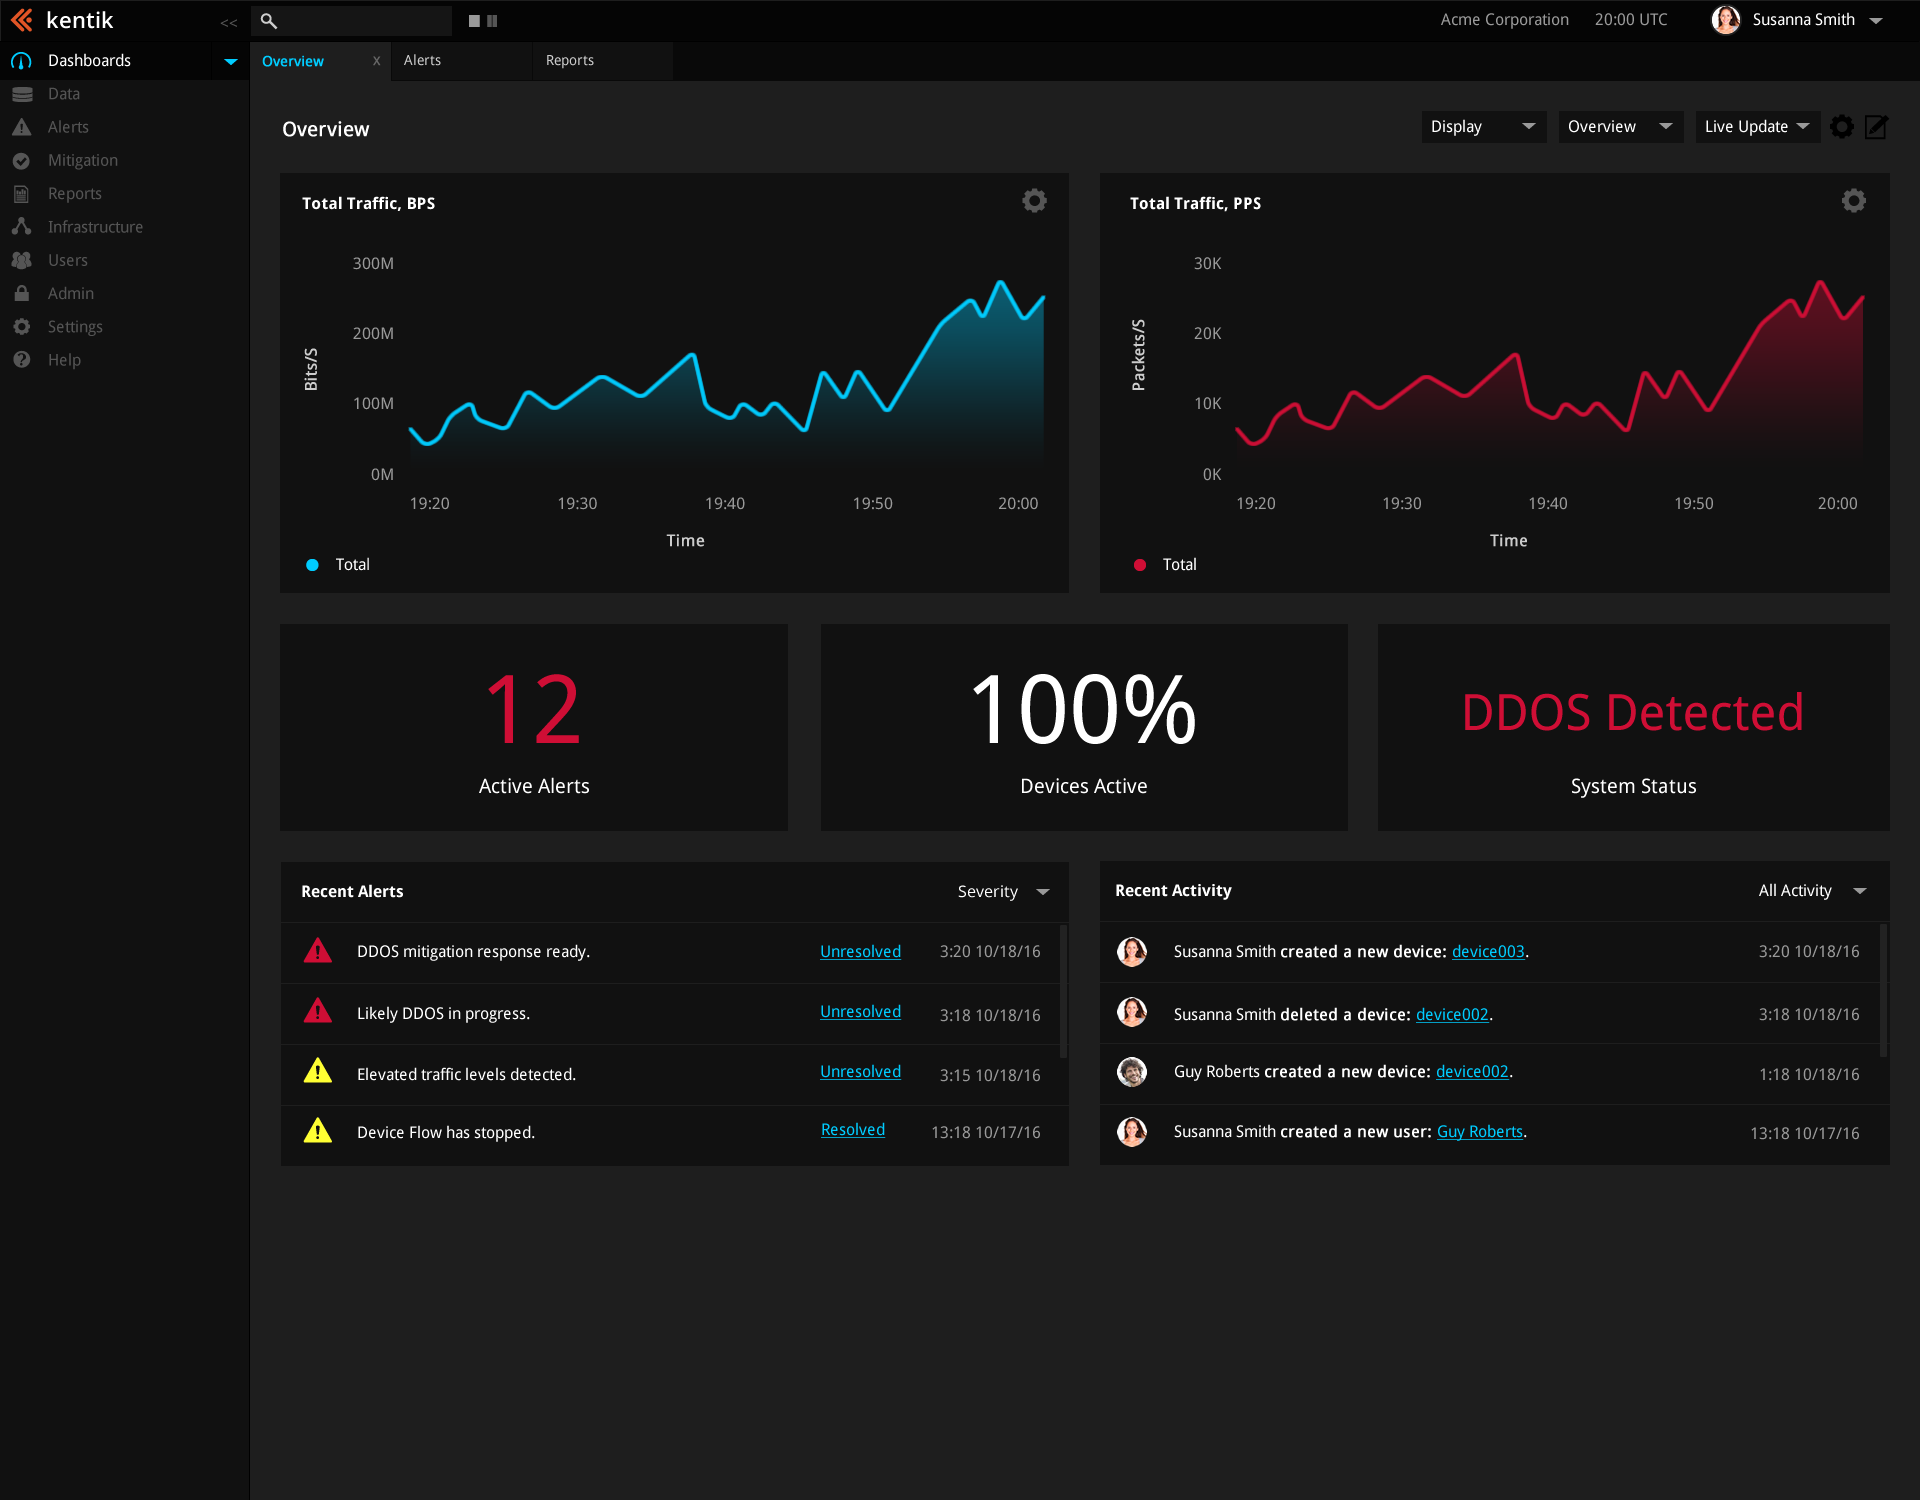 kentik
<<
Acme Corporation 20:00 UTC Susanna Smith
Dashboards
Data
Alerts
Mitigation
Reports
Infrastructure
Users
Admin
Settings
Help
Overview x Alerts Reports
Overview
Display Overview Live Update
Total Traffic, BPS
300M
200M
100M
0M
Bits/S
19:20 19:30 19:40 19:50 20:00
Time
Total
Total Traffic, PPS
30K
20K
10K
0K
Packets/S
19:20 19:30 19:40 19:50 20:00
Time
Total
12
Active Alerts
100%
Devices Active
DDOS Detected
System Status
Recent Alerts Severity
DDOS mitigation response ready. Unresolved 3:20 10/18/16
Likely DDOS in progress. Unresolved 3:18 10/18/16
Elevated traffic levels detected. Unresolved 3:15 10/18/16
Device Flow has stopped. Resolved 13:18 10/17/16
Recent Activity All Activity
Susanna Smith created a new device: device003. 3:20 10/18/16
Susanna Smith deleted a device: device002. 3:18 10/18/16
Guy Roberts created a new device: device002. 1:18 10/18/16
Susanna Smith created a new user: Guy Roberts. 13:18 10/17/16